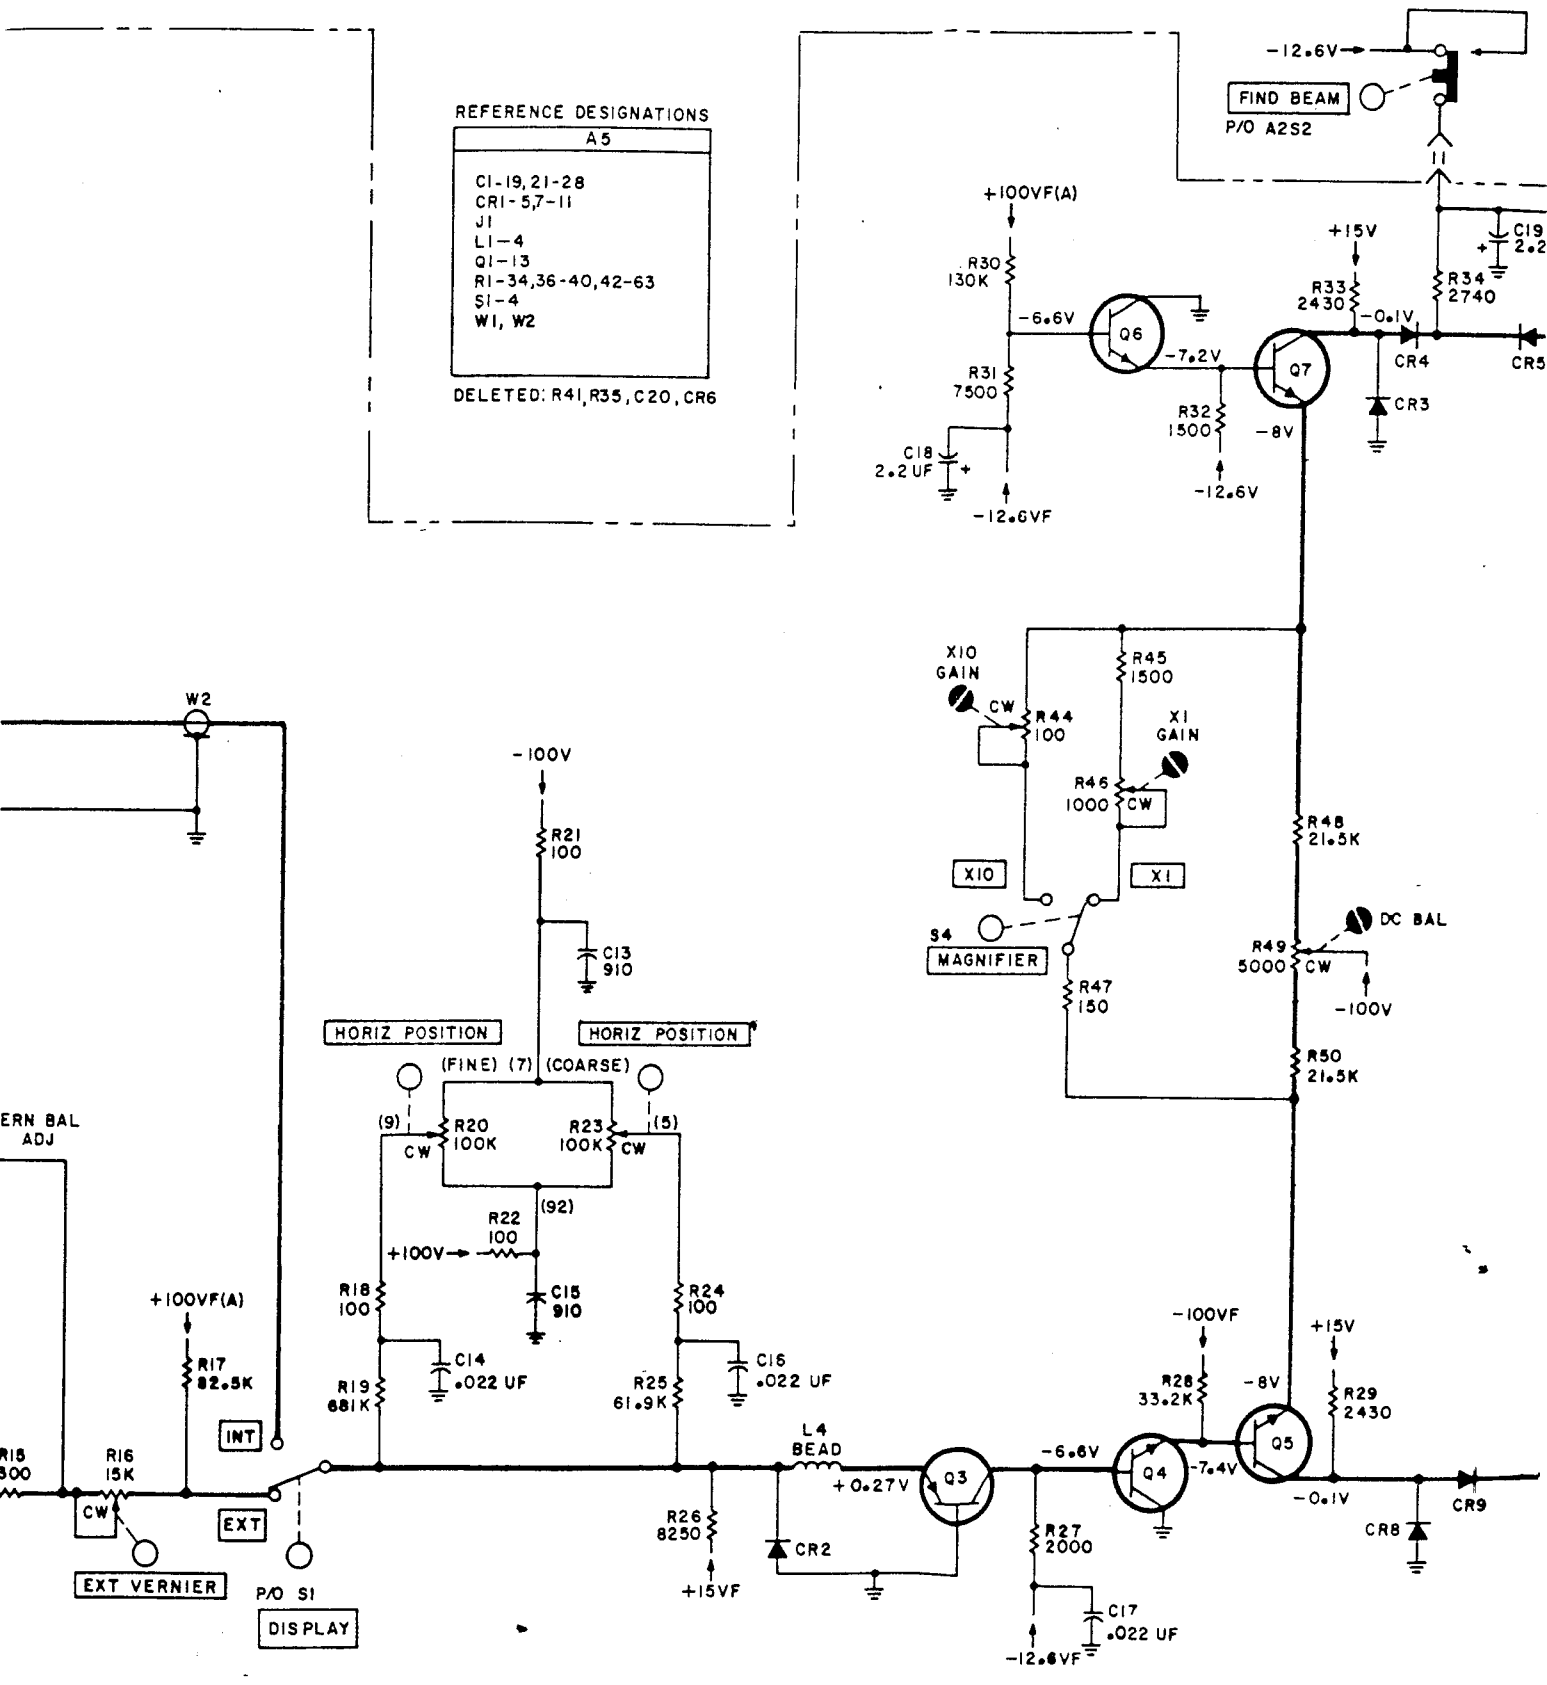 -12.6V
FIND BEAM
P/O A2S2
11
REFERENCE DESIGNATIONS
A5
C1-19,21-28
CR1-5,7-11
J1
L1-4
Q1-13
R1-34,36-40,42-63
S1-4
W1, W2
DELETED: R41,R35,C20,CR6
+100VF(A)
R30
130K
-6.6V
Q6
-7.2V
R31
7500
C18
2.2UF
+
-12.6VF
R32
1500
-12.6V
+15V
R33
2430
-0.1V
Q7
-8V
CR4
CR3
R34
2740
C19
2.2
+
CR5
X10
GAIN
CW
R44
100
R45
1500
X1
GAIN
R46
1000
CW
X10
X1
S4
MAGNIFIER
R47
150
R48
21.5K
DC BAL
R49
5000
CW
-100V
R50
21.5K
W2
-100V
R21
100
C13
910
HORIZ POSITION
HORIZ POSITION
(FINE) (7) (COARSE)
(9)
R20
100K
CW
R23
100K
CW
(5)
(92)
R22
100
+100V
C15
910
R18
100
R24
100
C14
.022 UF
C16
.022 UF
R19
681K
R25
61.9K
ERN BAL
ADJ
+100VF(A)
R17
82.5K
INT
R15
300
R16
15K
CW
EXT
EXT VERNIER
P/O S1
DISPLAY
L4
BEAD
+0.27V
R26
8250
+15VF
CR2
Q3
-6.6V
R27
2000
C17
.022 UF
-12.6VF
-100VF
R28
33.2K
Q4
-7.4V
-8V
Q5
+15V
R29
2430
-0.1V
CR8
CR9